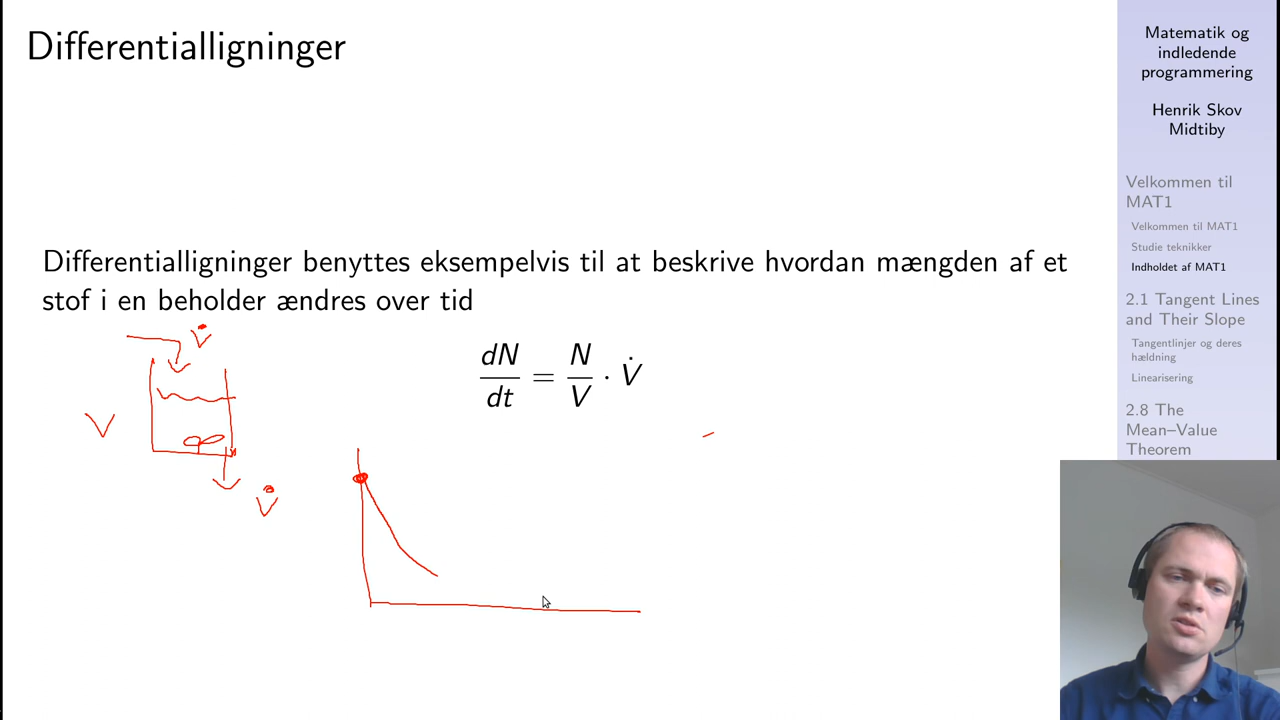 Differentialligninger
Differentialligninger benyttes eksempelvis til at beskrive hvordan mængden af et
stof i en beholder ændres over tid
dN/dt = N/V · V̇
V̇
V
V̇
Matematik og
indledende
programmering
Henrik Skov
Midtiby
Velkommen til
MAT1
Velkommen til MAT1
Studie teknikker
Indholdet af MAT1
2.1 Tangent Lines
and Their Slope
Tangentlinjer og deres
hældning
Linearisering
2.8 The
Mean–Value
Theorem